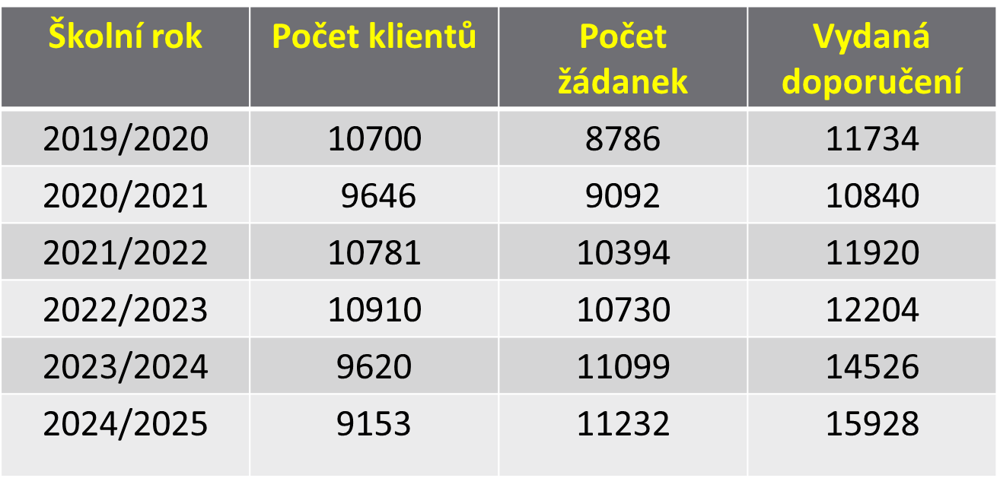 Školní rok Počet klientů Počet žádanek Vydaná doporučení
2019/2020 10700 8786 11734
2020/2021 9646 9092 10840
2021/2022 10781 10394 11920
2022/2023 10910 10730 12204
2023/2024 9620 11099 14526
2024/2025 9153 11232 15928